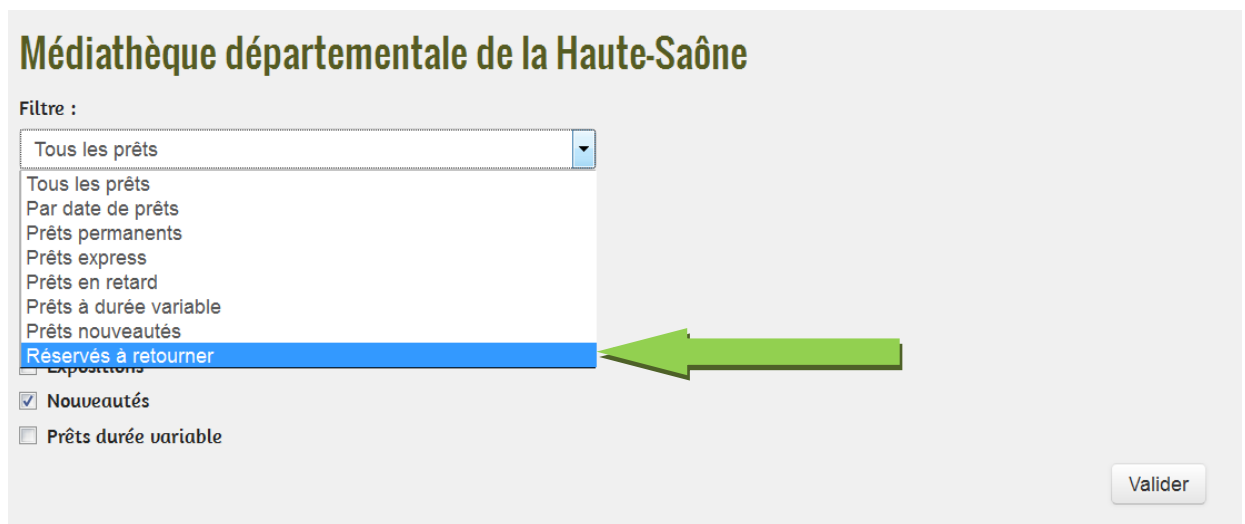 Médiathèque départementale de la Haute-Saône
Filtre :
Tous les prêts
Tous les prêts
Par date de prêts
Prêts permanents
Prêts express
Prêts en retard
Prêts à durée variable
Prêts nouveautés
Réservés à retourner
Expositions
Nouveautés
Prêts durée variable
Valider